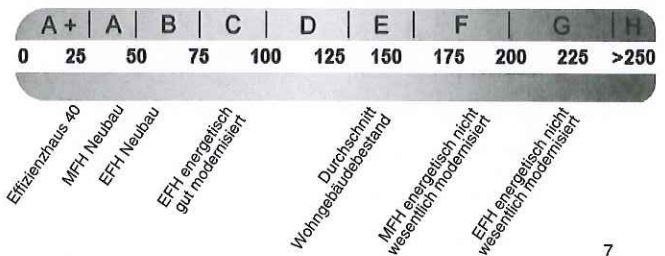 A+ | A | B | C | D | E | F | G | H
0 25 50 75 100 125 150 175 200 225 >250
Effizienzhaus 40
MFH Neubau
EFH Neubau
EFH energetisch
gut modernisiert
Durchschnitt
Wohngebäudebestand
MFH energetisch nicht
wesentlich modernisiert
EFH energetisch nicht
wesentlich modernisiert
7